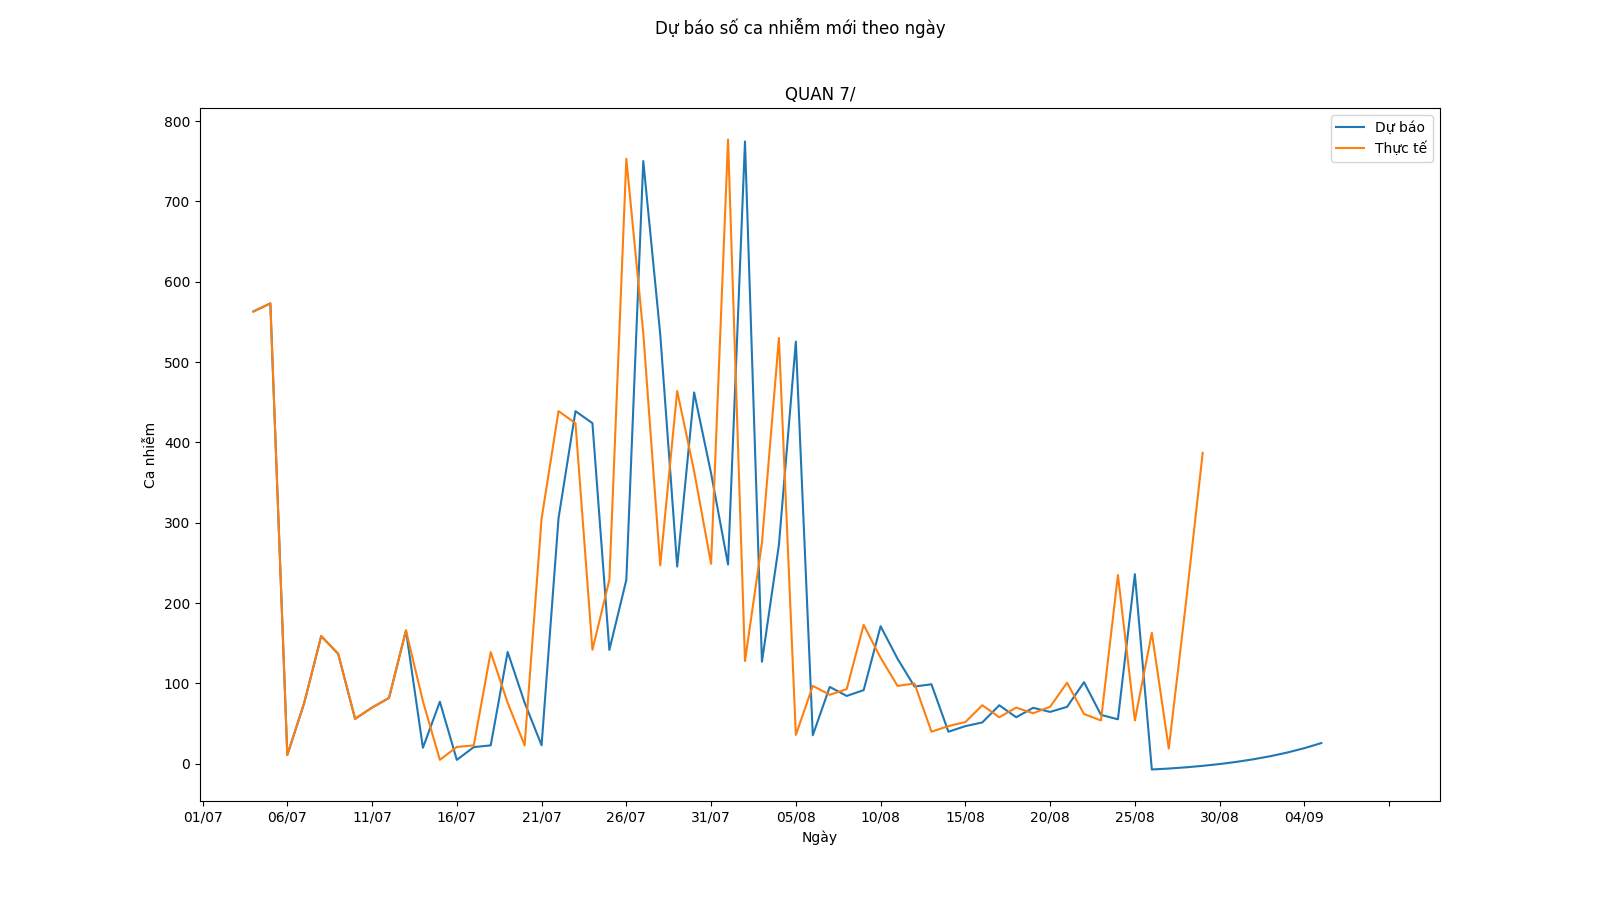 Dự báo số ca nhiễm mới theo ngày
QUAN 7/
Dự báo
Thực tế
800
700
600
500
400
300
200
100
0
Ca nhiễm
01/07 06/07 11/07 16/07 21/07 26/07 31/07 05/08 10/08 15/08 20/08 25/08 30/08 04/09
Ngày